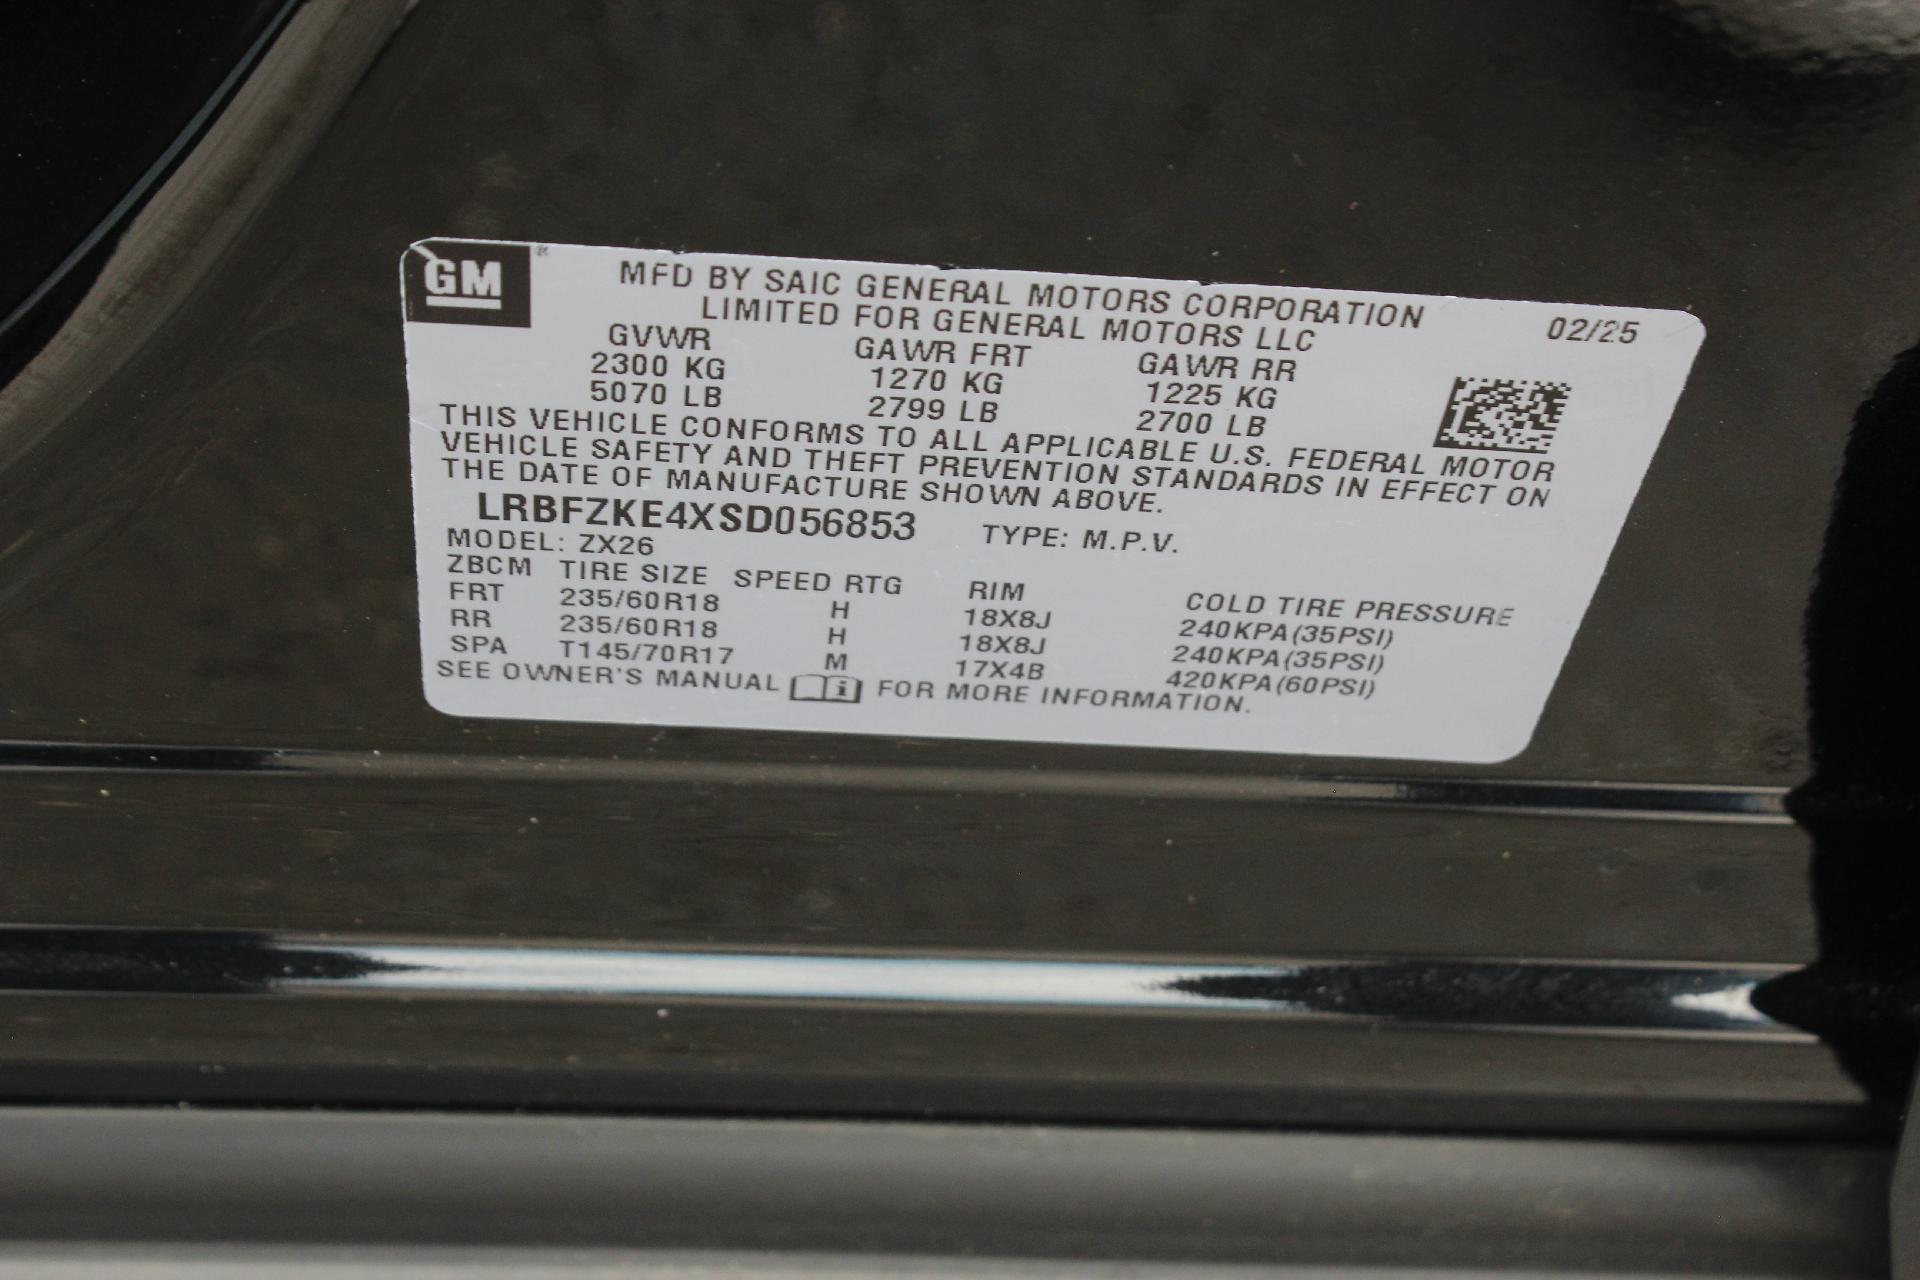 GM
MFD BY SAIC GENERAL MOTORS CORPORATION
LIMITED FOR GENERAL MOTORS LLC
02/25
GVWR GAWR FRT GAWR RR
2300 KG 1270 KG 1225 KG
5070 LB 2799 LB 2700 LB
THIS VEHICLE CONFORMS TO ALL APPLICABLE U.S. FEDERAL MOTOR
VEHICLE SAFETY AND THEFT PREVENTION STANDARDS IN EFFECT ON
THE DATE OF MANUFACTURE SHOWN ABOVE.
LRBFZKE4XSD056853 TYPE: M.P.V.
MODEL: ZX26
ZBCM TIRE SIZE SPEED RTG RIM COLD TIRE PRESSURE
FRT 235/60R18 H 18X8J 240KPA(35PSI)
RR 235/60R18 H 18X8J 240KPA(35PSI)
SPA T145/70R17 M 17X4B 420KPA(60PSI)
SEE OWNER'S MANUAL i FOR MORE INFORMATION.